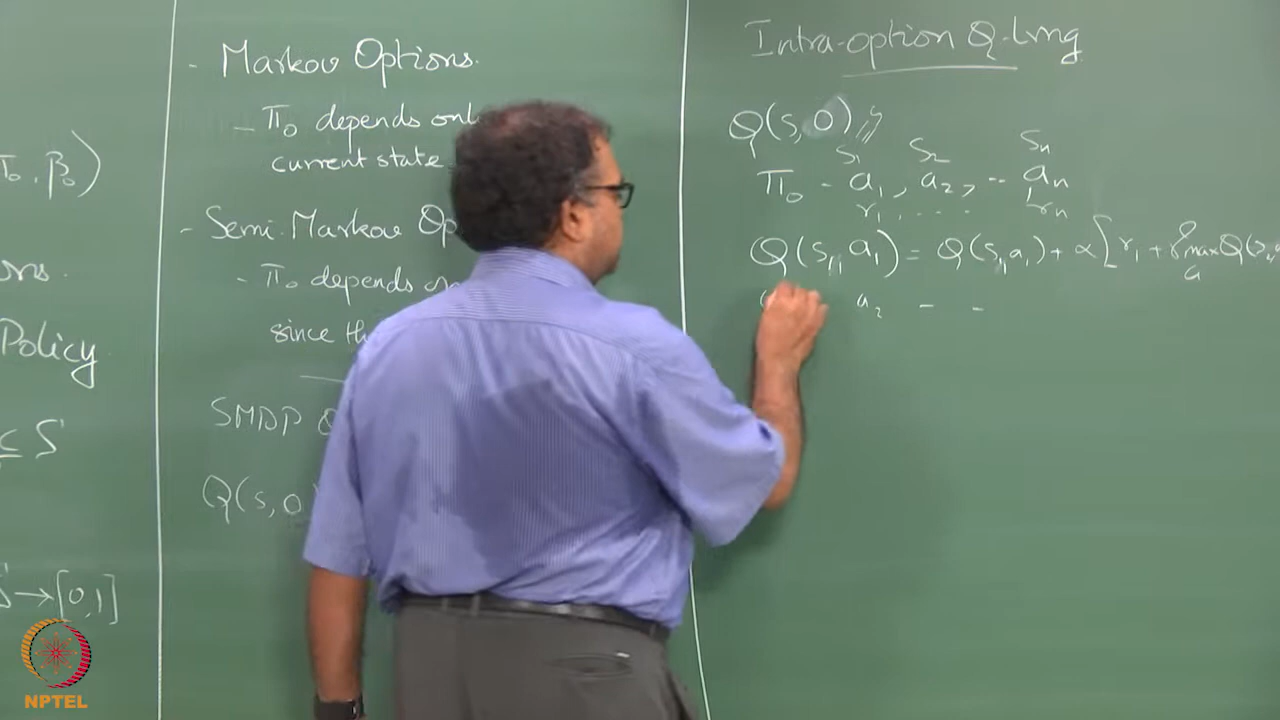 π₀, β₀)
ons.
Policy
⊆ S
S → [0,1]
- Markov Options.
- π₀ depends onl
current state
- Semi-Markov Op
- π₀ depends on
since th
SMDP Q
Q(s, o
Intra-option Q-lrng
Q(s, o)
s₁ s₂ sₙ
π₀ - a₁, a₂, -- aₙ
r₁, .... rₙ
Q(s₁, a₁) = Q(s₁, a₁) + α[r₁ + γ max Q(s₂, a
a
a₂ - -
NPTEL